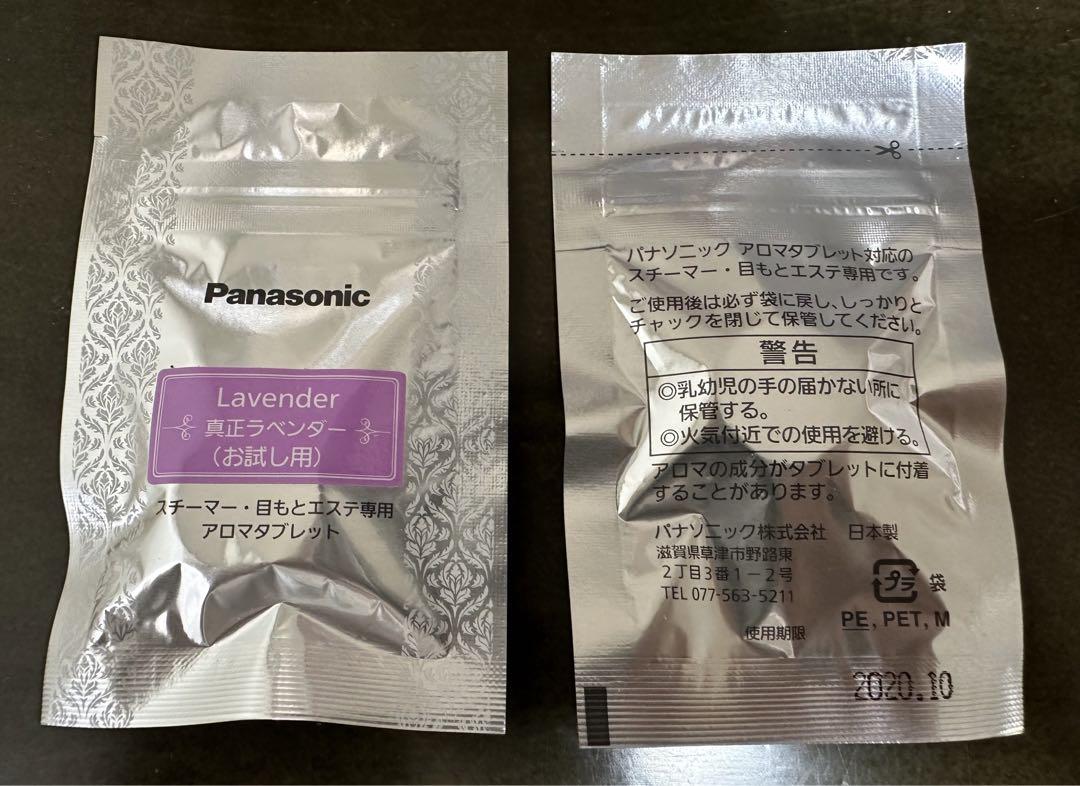 Panasonic
Lavender
真正ラベンダー
（お試し用）
スチーマー・目もとエステ専用
アロマタブレット
パナソニック アロマタブレット対応の
スチーマー・目もとエステ専用です。
ご使用後は必ず袋に戻し、しっかりと
チャックを閉じて保管してください。
警告
◎乳幼児の手の届かない所に
保管する。
◎火気付近での使用を避ける。
アロマの成分がタブレットに付着
することがあります。
パナソニック株式会社 日本製
滋賀県草津市野路東
2丁目3番1－2号
TEL 077-563-5211
プラ 袋
PE, PET, M
使用期限
2020.10